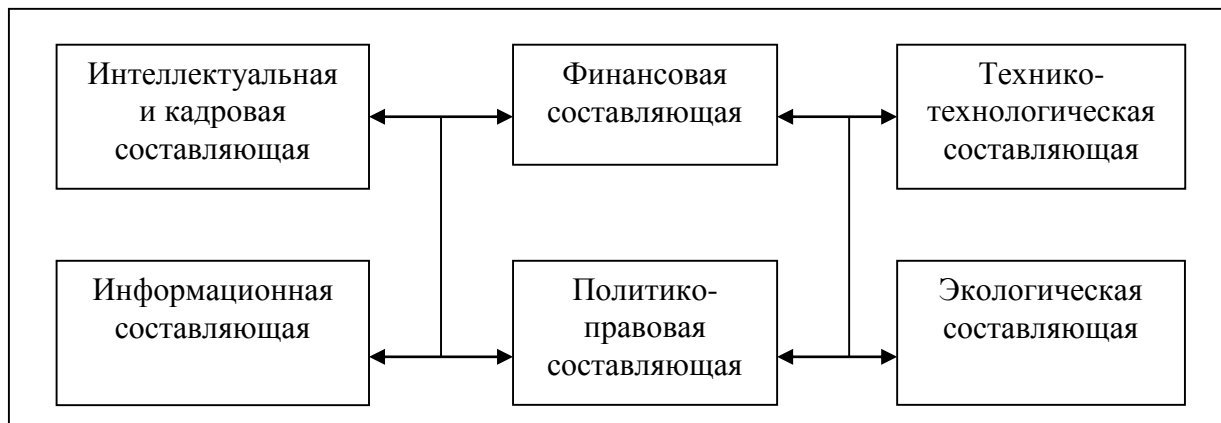 Интеллектуальная
и кадровая
составляющая
Финансовая
составляющая
Технико-
технологическая
составляющая
Информационная
составляющая
Политико-
правовая
составляющая
Экологическая
составляющая